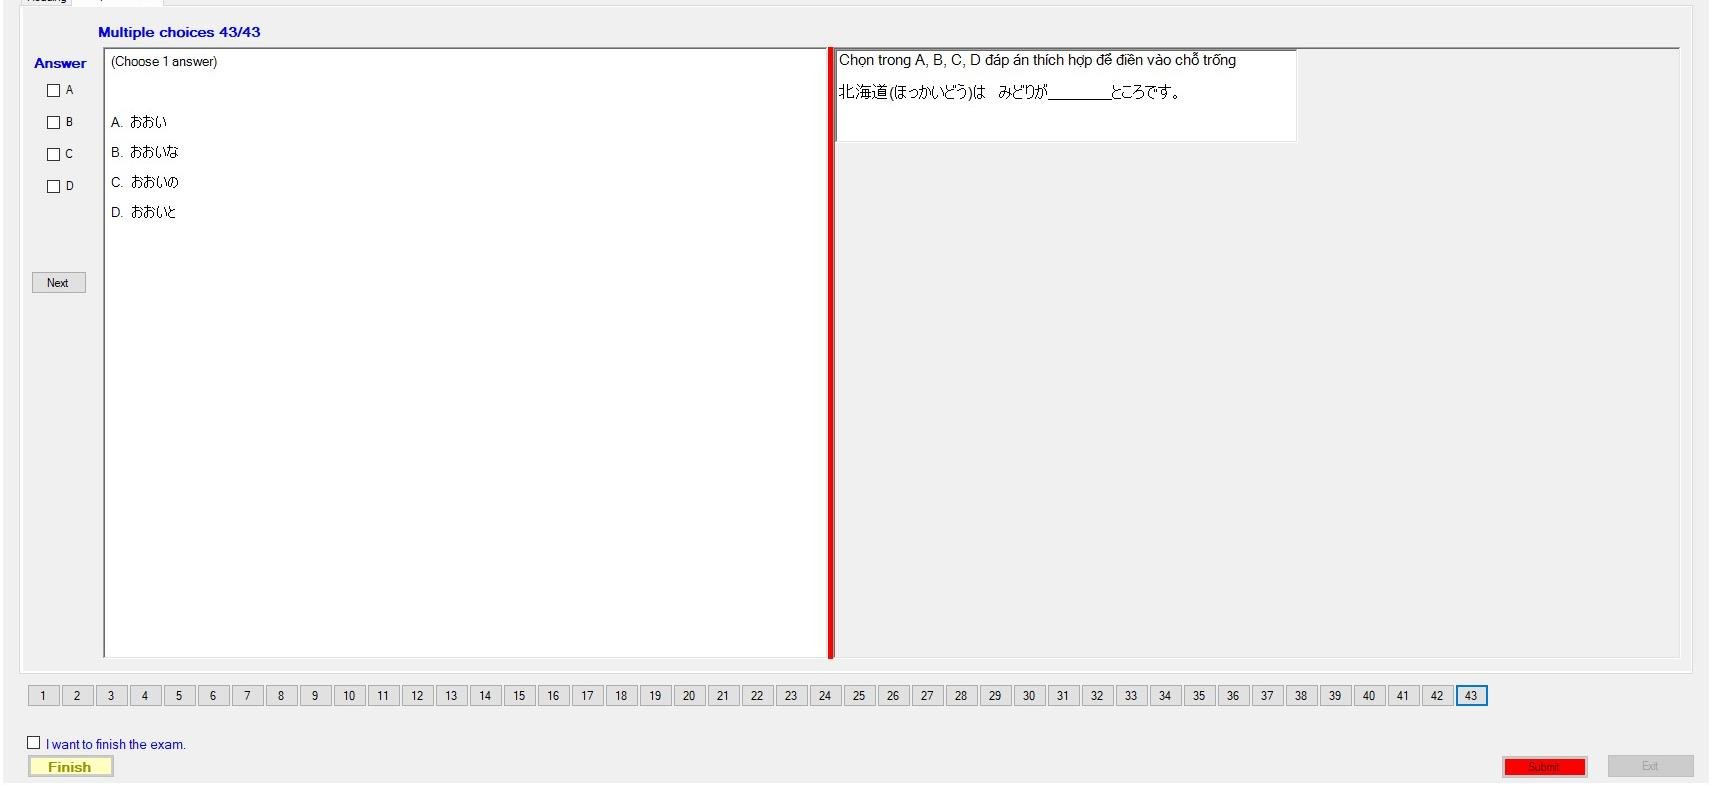 Multiple choices 43/43
Answer
A
B
C
D
Next
(Choose 1 answer)
A. おおい
B. おおいな
C. おおいの
D. おおいと
Chọn trong A, B, C, D đáp án thích hợp để điền vào chỗ trống
北海道(ほっかいどう)は　みどりが________ところです。
1 2 3 4 5 6 7 8 9 10 11 12 13 14 15 16 17 18 19 20 21 22 23 24 25 26 27 28 29 30 31 32 33 34 35 36 37 38 39 40 41 42 43
I want to finish the exam.
Finish
Submit
Exit